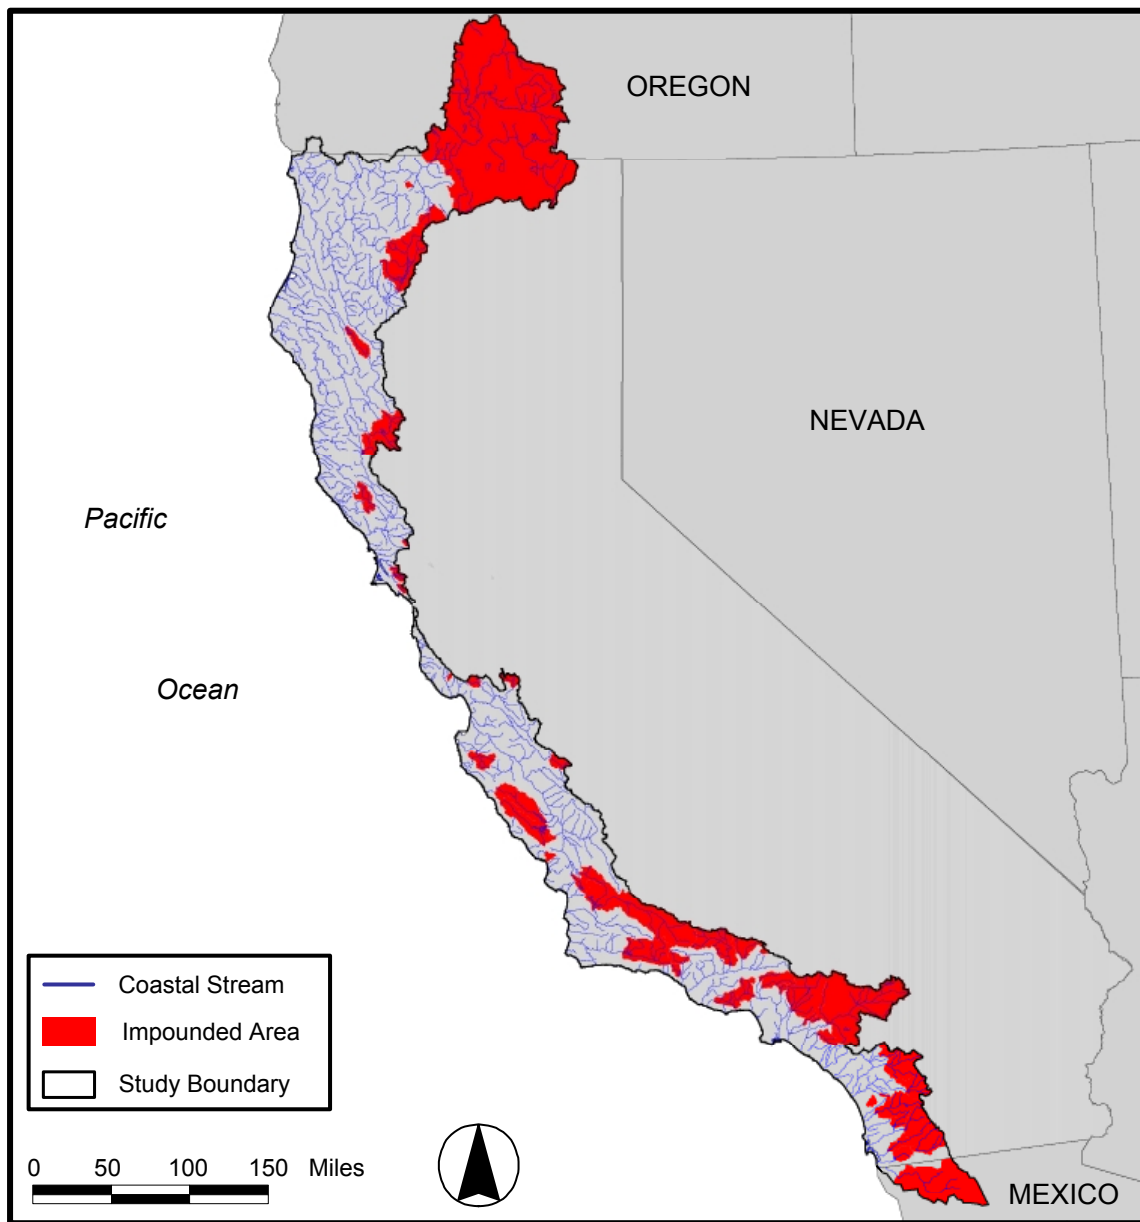 OREGON
NEVADA
Pacific
Ocean
Coastal Stream
Impounded Area
Study Boundary
0 50 100 150 Miles
MEXICO